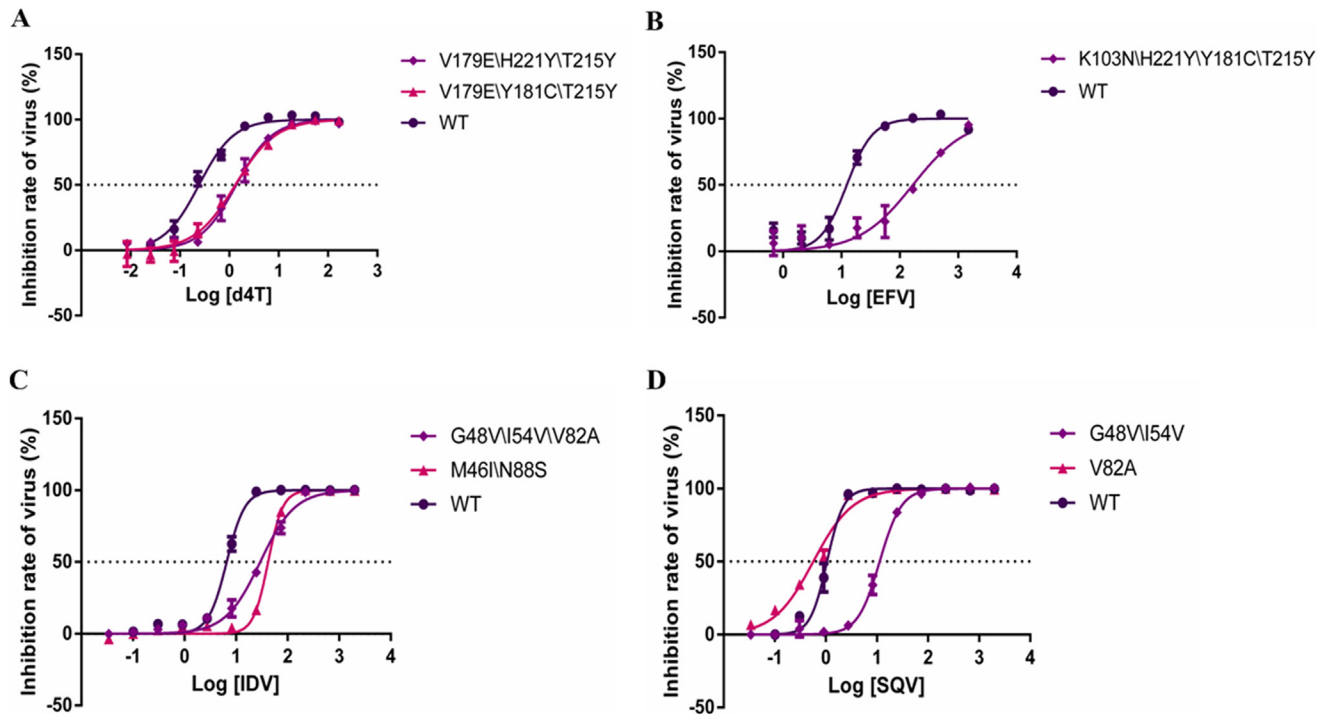 A
Inhibition rate of virus (%)
150
100
50
0
-50
-2 -1 0 1 2 3
Log [d4T]
V179E\H221Y\T215Y
V179E\Y181C\T215Y
WT
B
Inhibition rate of virus (%)
150
100
50
0
-50
0 1 2 3 4
Log [EFV]
K103N\H221Y\Y181C\T215Y
WT
C
Inhibition rate of virus (%)
150
100
50
0
-50
-1 0 1 2 3 4
Log [IDV]
G48V\I54V\V82A
M46I\N88S
WT
D
Inhibition rate of virus (%)
150
100
50
0
-50
-1 0 1 2 3 4
Log [SQV]
G48V\I54V
V82A
WT